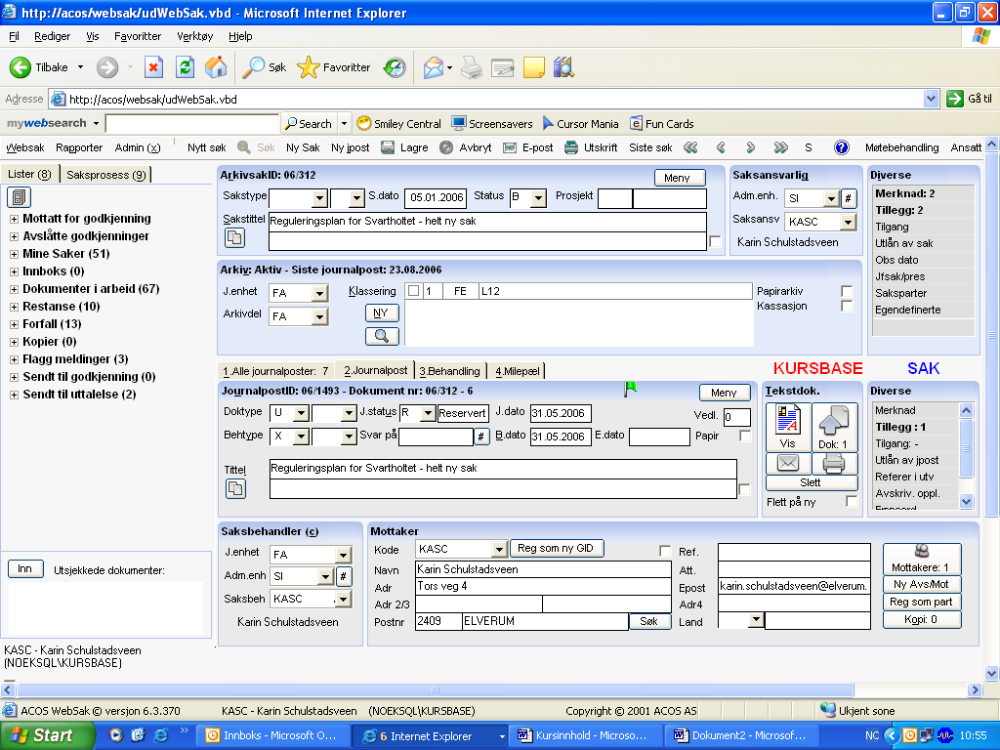 http://acos/websak/udWebSak.vbd - Microsoft Internet Explorer
Fil Rediger Vis Favoritter Verktøy Hjelp
Tilbake Søk Favoritter
Adresse http://acos/websak/udWebSak.vbd Gå til
mywebsearch Search Smiley Central Screensavers Cursor Mania Fun Cards
Websak Rapporter Admin (x) Nytt søk Søk Ny Sak Ny jpost Lagre Avbryt E-post Utskrift Siste søk S Møtebehandling Ansatt
Lister (8) Saksprosess (9)
Mottatt for godkjenning
Avslåtte godkjenninger
Mine Saker (51)
Innboks (0)
Dokumenter i arbeid (67)
Restanse (10)
Forfall (13)
Kopier (0)
Flagg meldinger (3)
Sendt til godkjenning (0)
Sendt til uttalelse (2)
Inn Utsjekkede dokumenter:
KASC - Karin Schulstadsveen
(NOEKSQL\KURSBASE)
ArkivsakID: 06/312 Meny
Sakstype S.dato 05.01.2006 Status B Prosjekt
Sakstittel Reguleringsplan for Svartholtet - helt ny sak
Saksansvarlig
Adm.enh. SI #
Saksansv KASC
Karin Schulstadsveen
Diverse
Merknad: 2
Tillegg: 2
Tilgang
Utlån av sak
Obs dato
Jfsak/pres
Saksparter
Egendefinerte
Arkiv: Aktiv - Siste journalpost: 23.08.2006
J.enhet FA Klassering 1 FE L12 Papirarkiv
Arkivdel FA NY Kassasjon
1.Alle journalposter: 7 2.Journalpost 3.Behandling 4.Milepæl KURSBASE SAK
JournalpostID: 06/1493 - Dokument nr: 06/312 - 6 Meny
Doktype U J.status R Reservert J.dato 31.05.2006 Vedl. 0
Behtype X Svar på # B.dato 31.05.2006 E.dato Papir
Tittel Reguleringsplan for Svartholtet - helt ny sak
Tekstdok.
Vis Dok: 1
Slett
Flett på ny
Diverse
Merknad
Tillegg : 1
Tilgang: -
Utlån av jpost
Referer i utv
Avskriv. oppl.
Emneord
Saksbehandler (c)
J.enhet FA
Adm.enh SI #
Saksbeh KASC
Karin Schulstadsveen
Mottaker
Kode KASC Reg som ny GID Ref.
Navn Karin Schulstadsveen Att.
Adr Tors veg 4 Epost karin.schulstadsveen@elverum.
Adr 2/3 Adr4
Postnr 2409 ELVERUM Søk Land
Mottakere: 1
Ny Avs/Mot
Reg som part
Kopi: 0
ACOS WebSak © versjon 6.3.370 KASC - Karin Schulstadsveen (NOEKSQL\KURSBASE) Copyright © 2001 ACOS AS Ukjent sone
Start Innboks - Microsoft O... 6 Internet Explorer Kursinnhold - Microso... Dokument2 - Microsof... NC 10:55